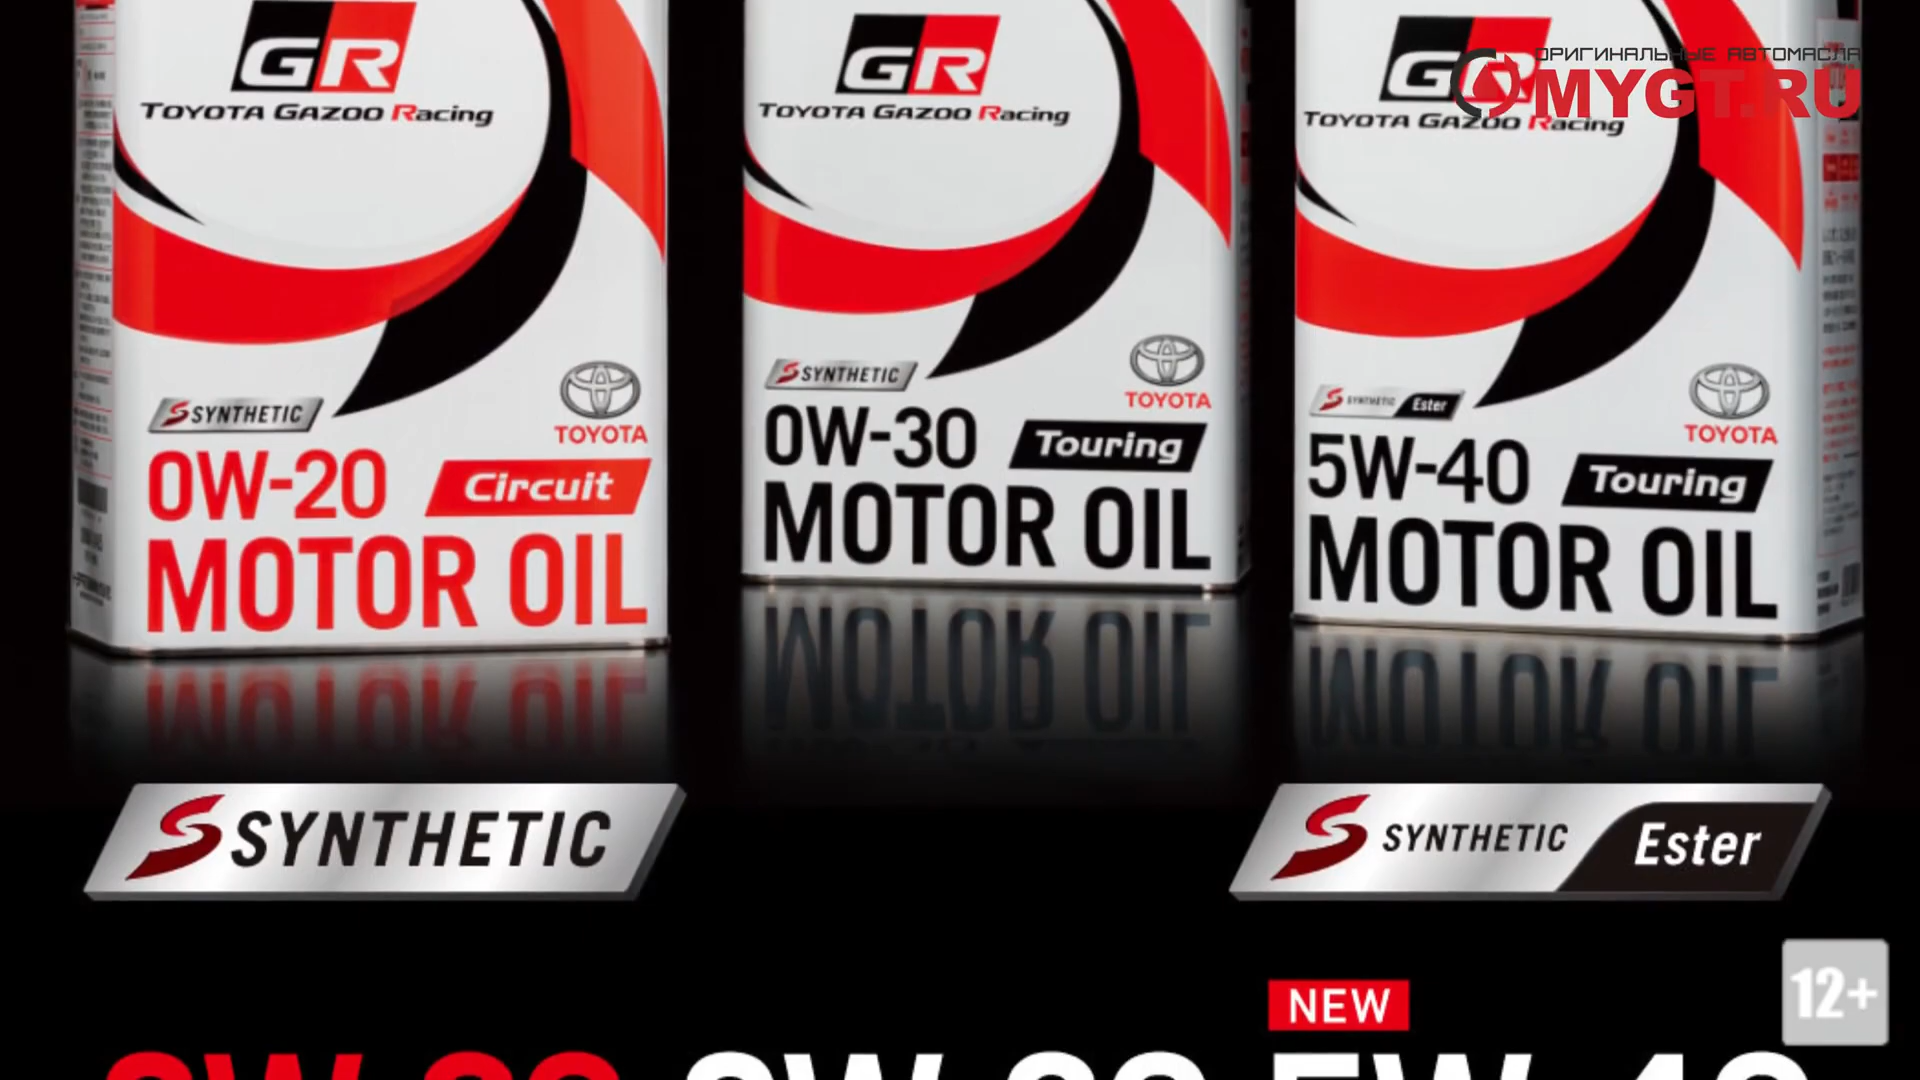 GR
TOYOTA GAZOO Racing
SYNTHETIC
TOYOTA
0W-20
Circuit
MOTOR OIL
GR
TOYOTA GAZOO Racing
SYNTHETIC
TOYOTA
0W-30
Touring
MOTOR OIL
GR
TOYOTA GAZOO Racing
SYNTHETIC Ester
TOYOTA
5W-40
Touring
MOTOR OIL
ОРИГИНАЛЬНЫЕ АВТОМАСЛА
MYGT.RU
SYNTHETIC
SYNTHETIC Ester
NEW
12+